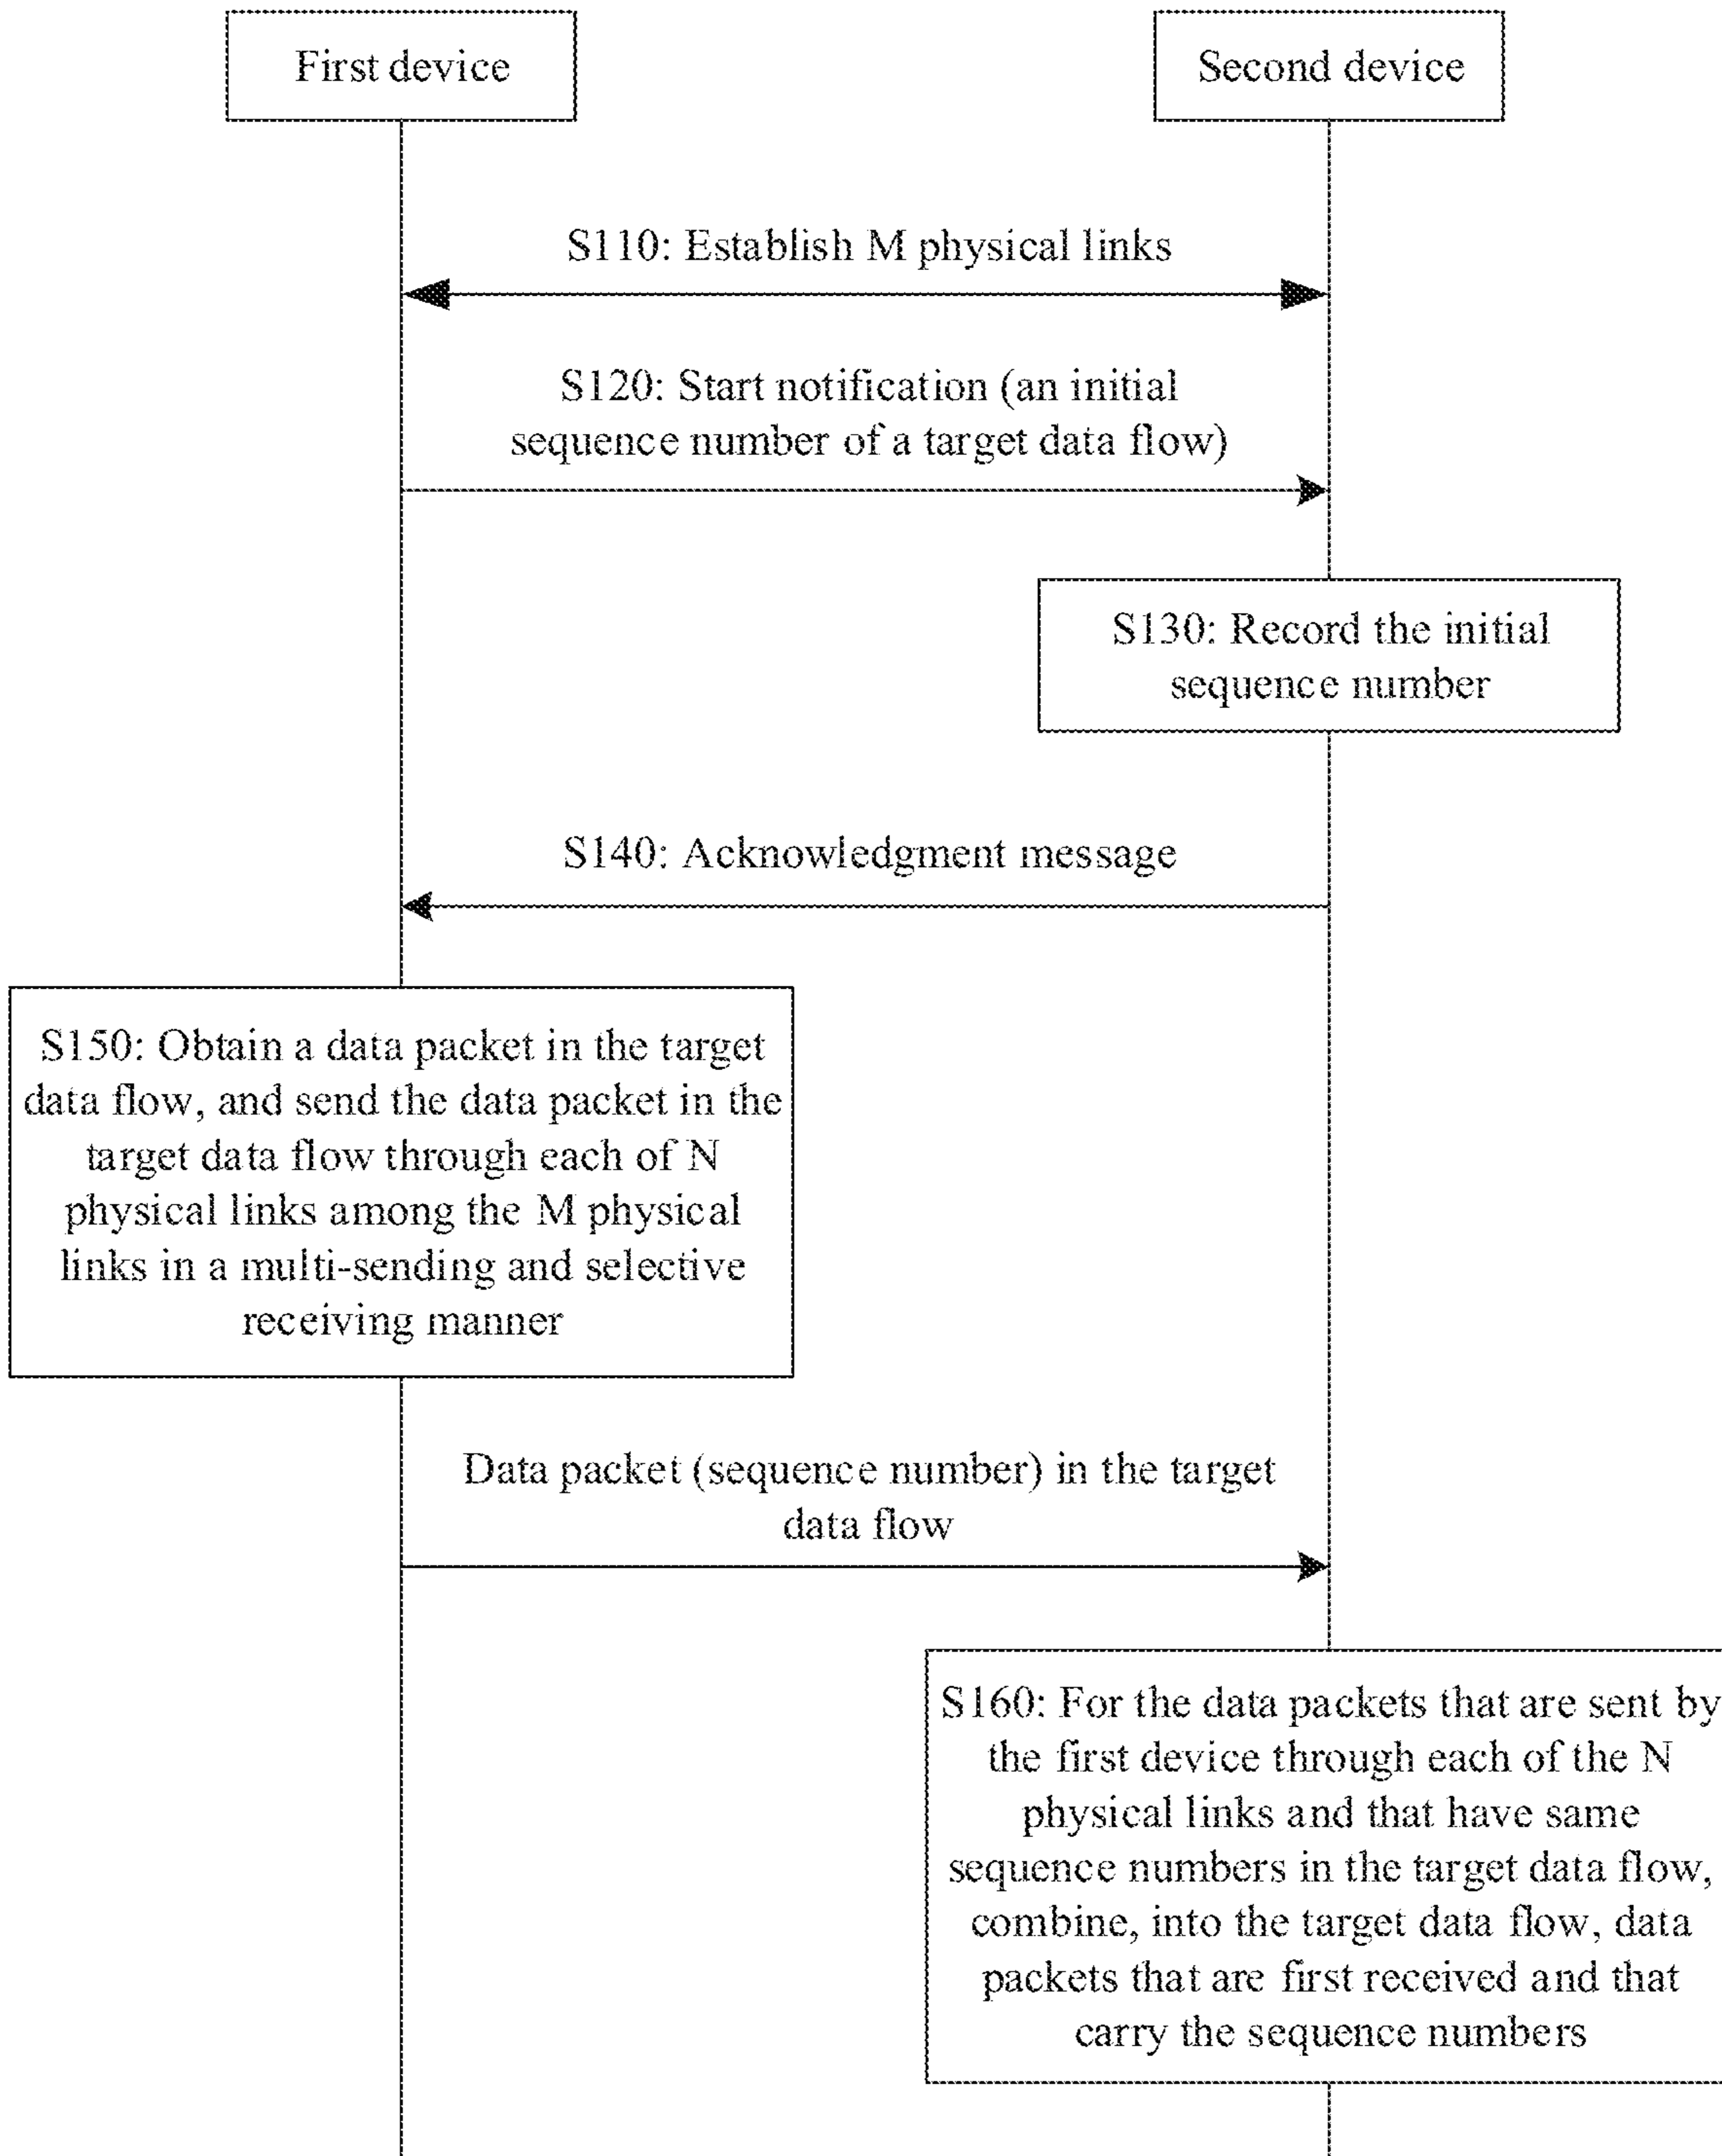 First device
Second device
S110: Establish M physical links
S120: Start notification (an initial
sequence number of a target data flow)
S130: Record the initial
sequence number
S140: Acknowledgment message
S150: Obtain a data packet in the target
data flow, and send the data packet in the
target data flow through each of N
physical links among the M physical
links in a multi-sending and selective
receiving manner
Data packet (sequence number) in the target
data flow
S160: For the data packets that are sent by
the first device through each of the N
physical links and that have same
sequence numbers in the target data flow,
combine, into the target data flow, data
packets that are first received and that
carry the sequence numbers